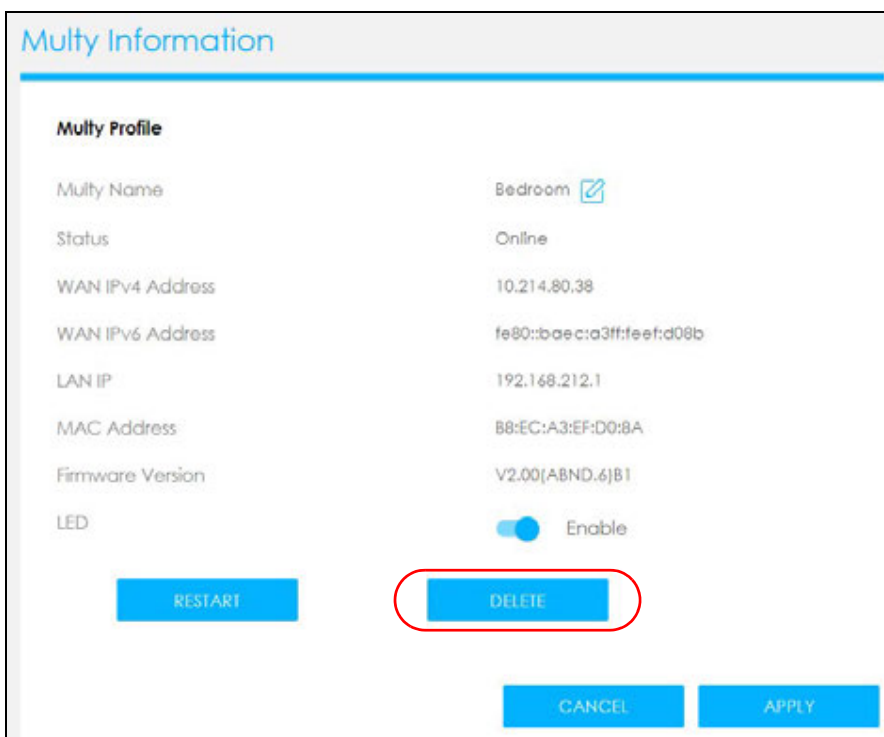 Multy Information
Multy Profile
Multy Name Bedroom
Status Online
WAN IPv4 Address 10.214.80.38
WAN IPv6 Address fe80::baec:a3ff:feef:d08b
LAN IP 192.168.212.1
MAC Address B8:EC:A3:EF:D0:8A
Firmware Version V2.00(ABND.6)B1
LED Enable
RESTART DELETE
CANCEL APPLY